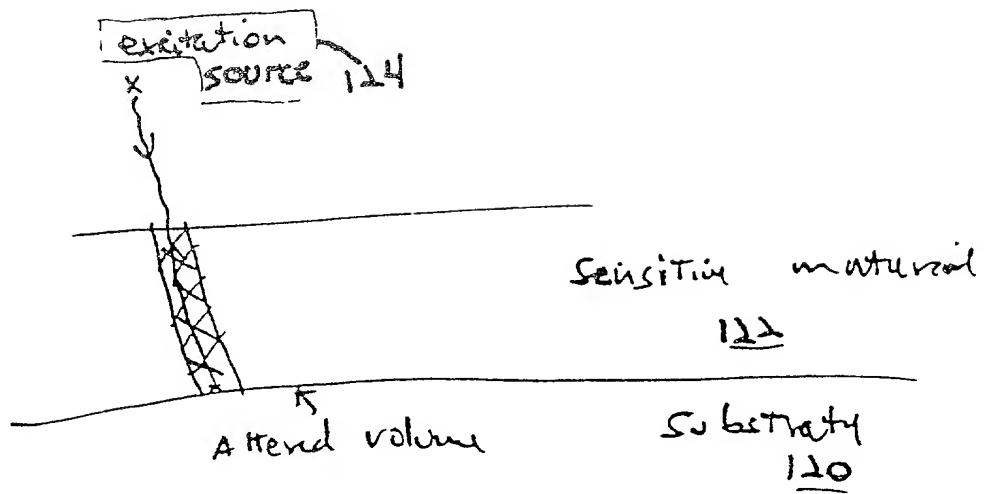 excitation
source 124
x
Sensitive material
122
Altered volume
Substrate
120